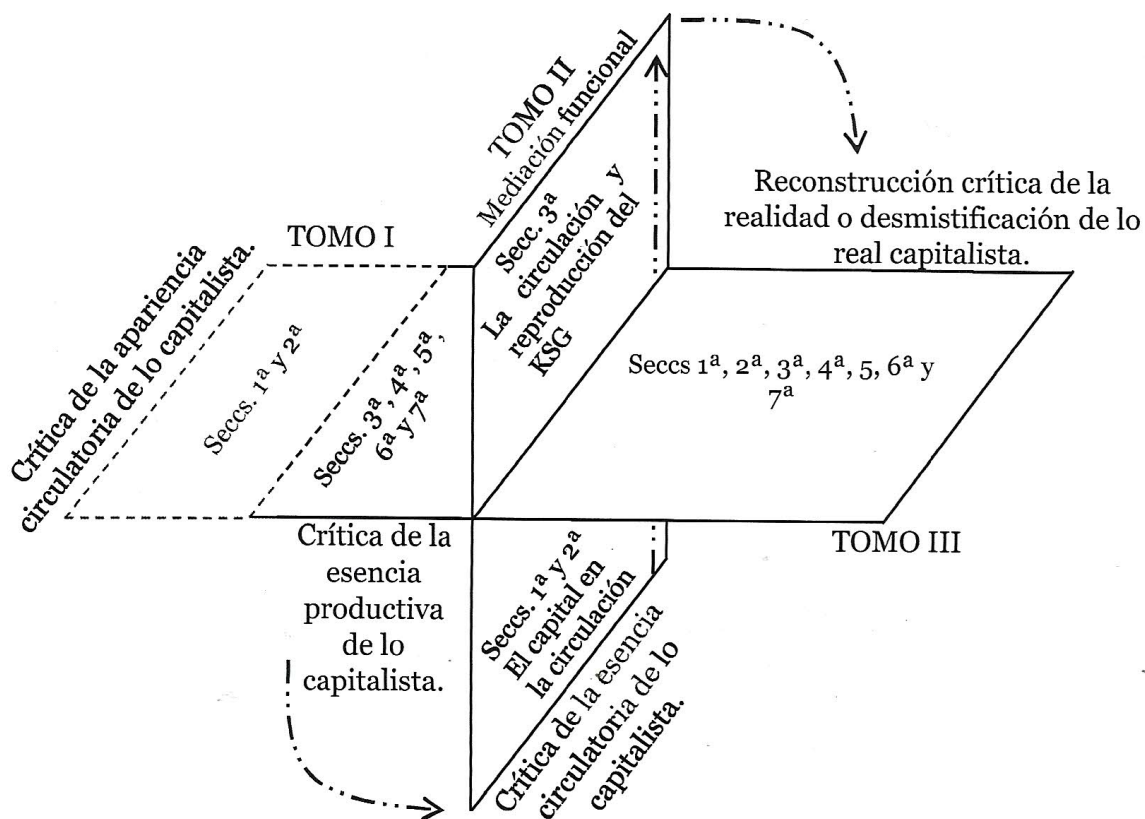 TOMO II
Mediación funcional
Secc. 3ª
La circulación y
reproducción del
KSG
Reconstrucción crítica de la
realidad o desmistificación de lo
real capitalista.
TOMO I
Crítica de la apariencia
circulatoria de lo capitalista.
Seccs. 1ª y 2ª
Seccs. 3ª, 4ª, 5ª,
6ª y 7ª
Seccs 1ª, 2ª, 3ª, 4ª, 5, 6ª y
7ª
TOMO III
Crítica de la
esencia
productiva
de lo
capitalista.
Seccs. 1ª y 2ª
El capital en
la circulación
Crítica de la esencia
circulatoria de lo
capitalista.